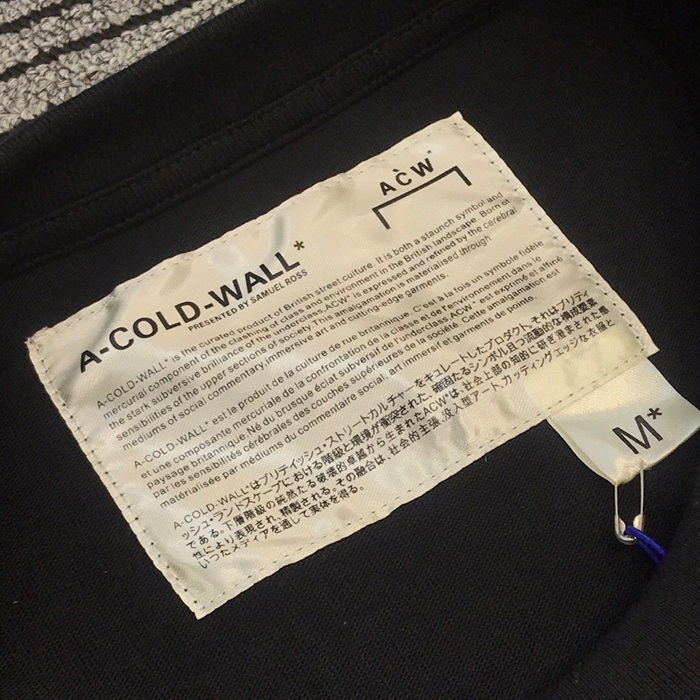 ACW*
A-COLD-WALL*
PRESENTED BY SAMUEL ROSS
A-COLD-WALL* is the curated product of British street culture. It is both a staunch symbol and
mercurial component of the clashing of class and environment in the British landscape. Born of
the stark subversive brilliance of the underclass, ACW* is expressed and refined by the cerebral
sensibilities of the upper sections of society. This amalgamation is materialised through
mediums of social commentary, immersive art and cutting-edge garments.
A-COLD-WALL* est le produit de la culture de rue britannique. C'est à la fois un symbole fidèle
et une composante mercuriale de la confrontation de la classe et de l'environnement dans le
paysage britannique. Né du brusque éclat subversif de l'underclass ACW* est exprimé et affiné
par les sensibilités cérébrales des couches supérieures de la société. Cette amalgamation est
matérialisée par médiums du commentaire social, art immersif et garments de pointe.
A-COLD-WALL*はブリティッシュ・ストリートカルチャーをキュレートしたプロダクト。それはブリティ
ッシュ・ランドスケープにおける階級と環境が衝突された、確固たるシンボル且つ流動的な構成要素
である。下層階級の純然たる破壊的卓越から生まれたACW*は、社会上部の知的に研ぎ澄まされた感
性により表現され、精製される。その融合は、社会的主張、没入型アート、カッティングエッジな衣服と
いったメディアを通して実体を得る。
M*